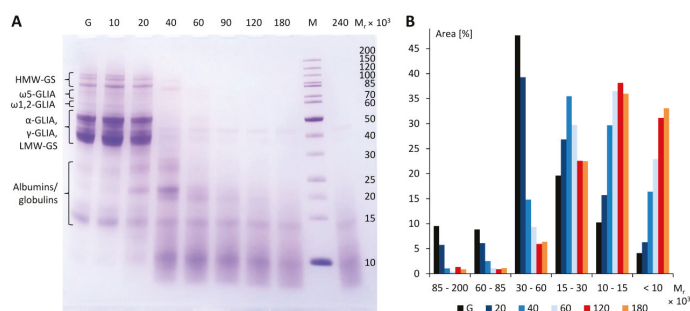 A
G 10 20 40 60 90 120 180 M 240 Mr × 10³
HMW-GS
ω5-GLIA
ω1,2-GLIA
α-GLIA,
γ-GLIA,
LMW-GS
Albumins/
globulins
200
150
120
100
85
70
60
50
40
30
25
20
15
10
B
Area [%]
45
40
35
30
25
20
15
10
5
0
85 - 200 60 - 85 30 - 60 15 - 30 10 - 15 < 10 Mr
× 10³
G 20 40 60 120 180